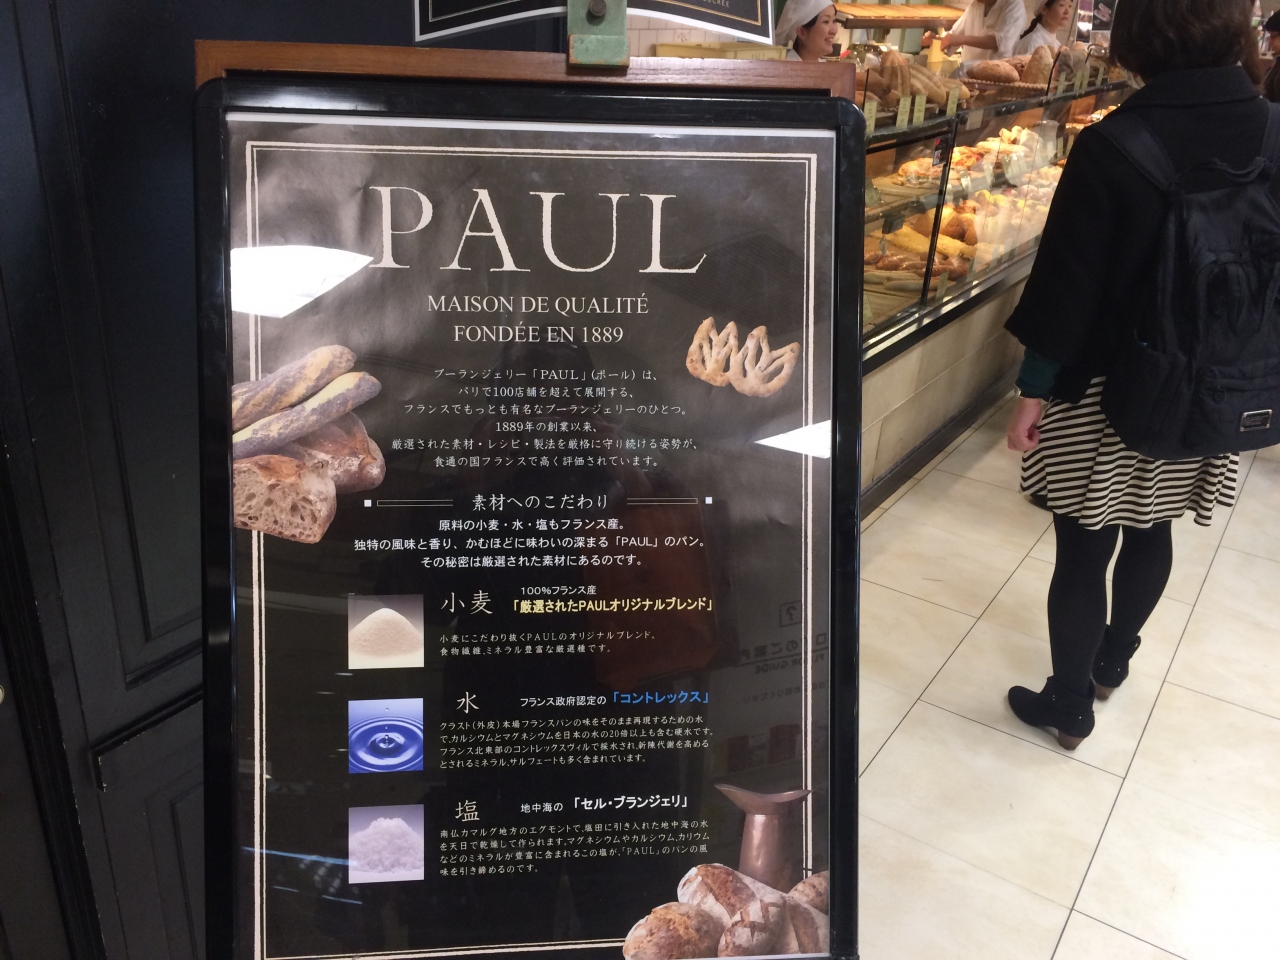 PAUL
MAISON DE QUALITÉ
FONDÉE EN 1889
ブーランジェリー「PAUL」(ポール) は、
パリで100店舗を超えて展開する、
フランスでもっとも有名なブーランジェリーのひとつ。
1889年の創業以来、
厳選された素材・レシピ・製法を厳格に守り続ける姿勢が、
食通の国フランスで高く評価されています。
素材へのこだわり
原料の小麦・水・塩もフランス産。
独特の風味と香り、かむほどに味わいの深まる「PAUL」のパン。
その秘密は厳選された素材にあるのです。
100%フランス産
小麦 「厳選されたPAULオリジナルブレンド」
小麦にこだわり抜くPAULのオリジナルブレンド。
食物繊維、ミネラル豊富な厳選種です。
水 フランス政府認定の「コントレックス」
クラスト(外皮)本場フランスパンの味をそのまま再現するための水
で、カルシウムとマグネシウムを日本の水の20倍以上も含む硬水です。
フランス北東部のコントレックスヴィルで採水され、新陳代謝を高める
とされるミネラル、サルフェートも多く含まれています。
塩 地中海の「セル・ブランジェリ」
南仏カマルグ地方のエグモントで、塩田に引き入れた地中海の水
を天日で乾燥して作られます。マグネシウムやカルシウム、カリウム
などのミネラルが豊富に含まれるこの塩が、「PAUL」のパンの風
味を引き締めるのです。